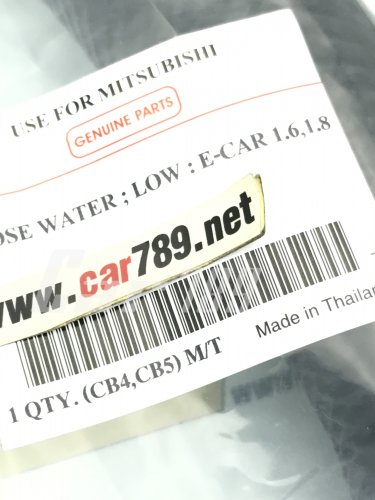 USE FOR MITSUBISHI
GENUINE PARTS
OSE WATER ; LOW : E-CAR 1.6,1.8
www.car789.net
Made in Thailan
1 QTY. (CB4,CB5) M/T